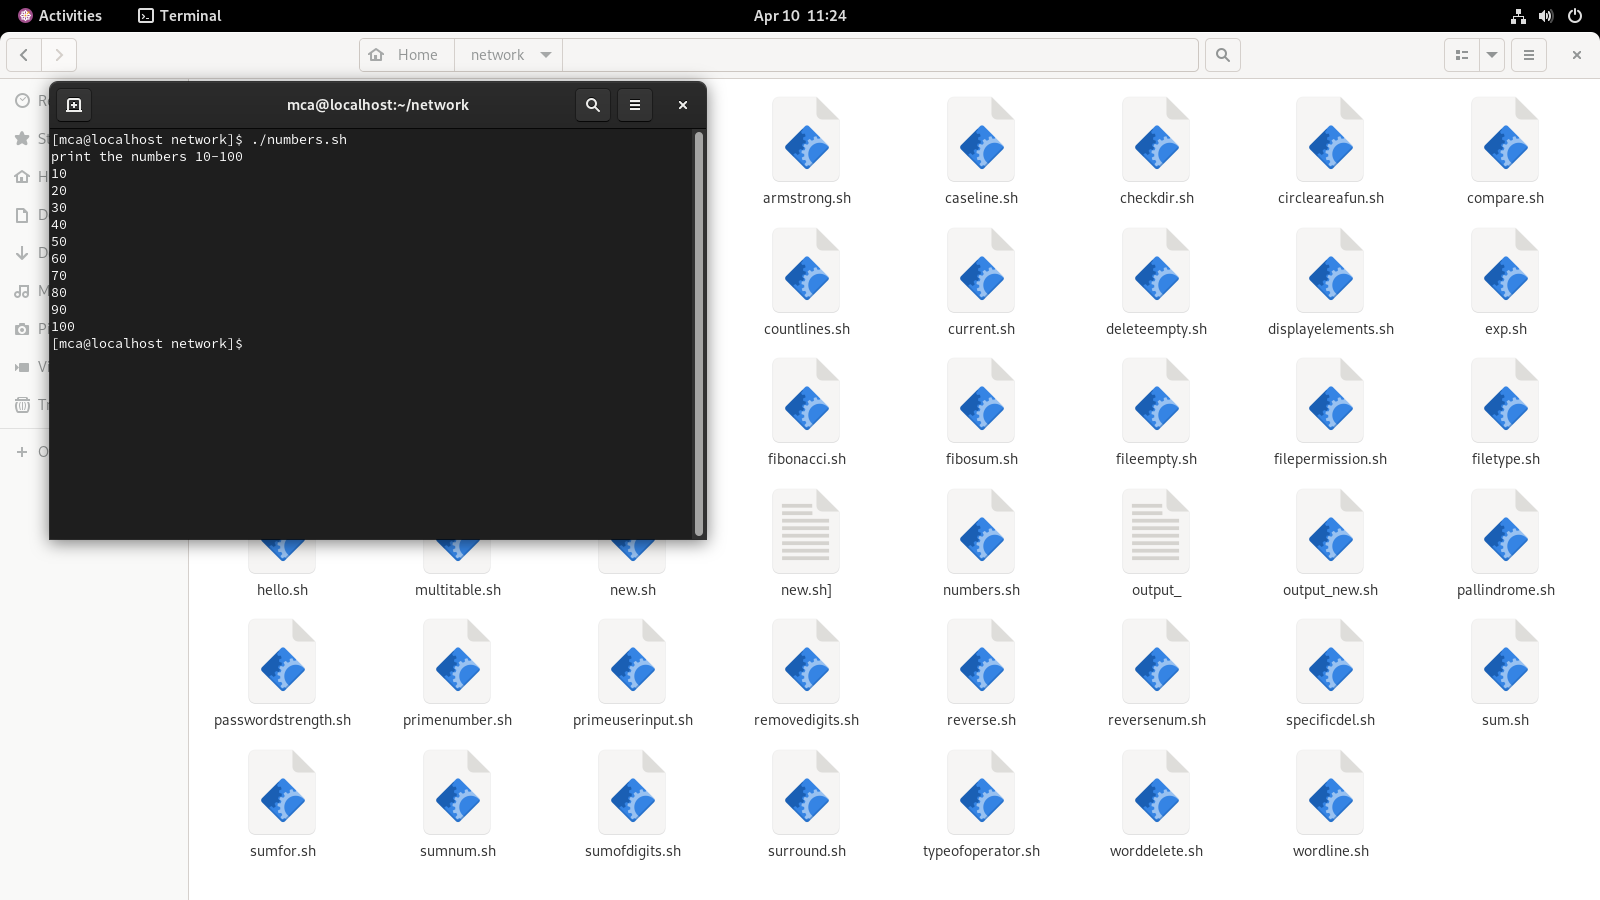 Activities Terminal Apr 10 11:24
Home network
mca@localhost:~/network
[mca@localhost network]$ ./numbers.sh
print the numbers 10-100
10
20
30
40
50
60
70
80
90
100
[mca@localhost network]$
armstrong.sh caseline.sh checkdir.sh circleareafun.sh compare.sh
countlines.sh current.sh deleteempty.sh displayelements.sh exp.sh
fibonacci.sh fibosum.sh fileempty.sh filepermission.sh filetype.sh
hello.sh multitable.sh new.sh new.sh] numbers.sh output_ output_new.sh pallindrome.sh
passwordstrength.sh primenumber.sh primeuserinput.sh removedigits.sh reverse.sh reversenum.sh specificdel.sh sum.sh
sumfor.sh sumnum.sh sumofdigits.sh surround.sh typeofoperator.sh worddelete.sh wordline.sh